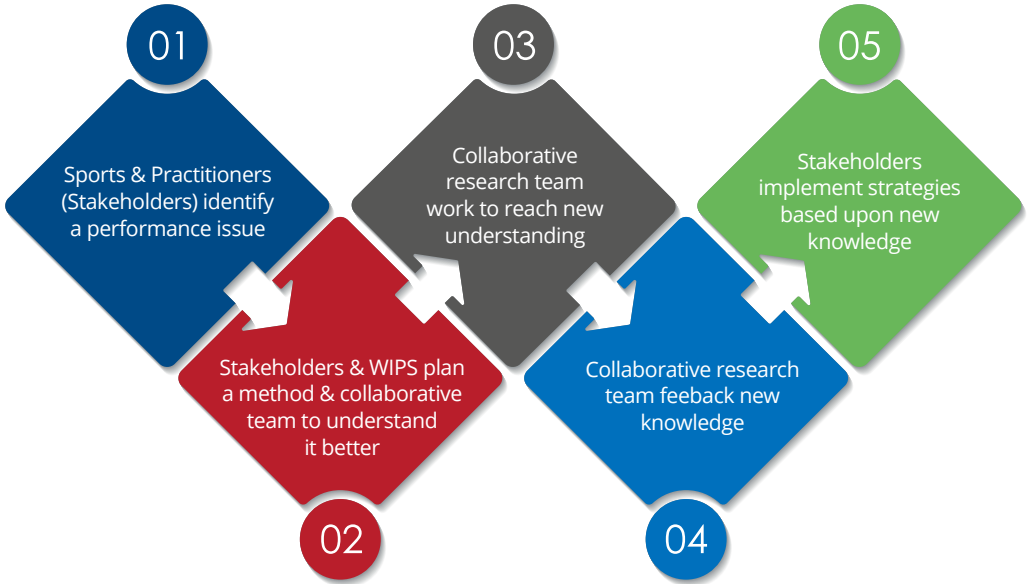 01
Sports & Practitioners
(Stakeholders) identify
a performance issue
02
Stakeholders & WIPS plan
a method & collaborative
team to understand
it better
03
Collaborative
research team
work to reach new
understanding
04
Collaborative research
team feeback new
knowledge
05
Stakeholders
implement strategies
based upon new
knowledge